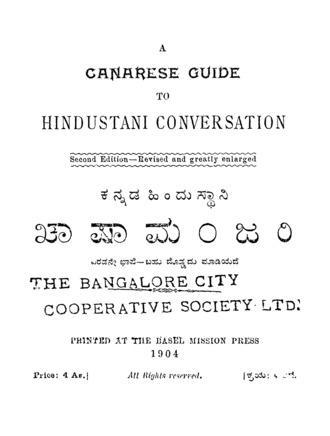 A
CANARESE GUIDE
TO
HINDUSTANI CONVERSATION
Second Edition—Revised and greatly enlarged
ಕನ್ನಡ ಹಿಂದುಸ್ಥಾನಿ
ಭಾಷಾಮಂಜರಿ
ಎರಡನೇ ಛಾಪೆ—ಬಹು ದೊಡ್ಡದು ಮಾಡಿಯದೆ
THE BANGALORE CITY
COOPERATIVE SOCIETY LTD:
PRINTED AT THE BASEL MISSION PRESS
1904
Price: 4 As.] All Rights reserved. [ಕ್ರಯ: